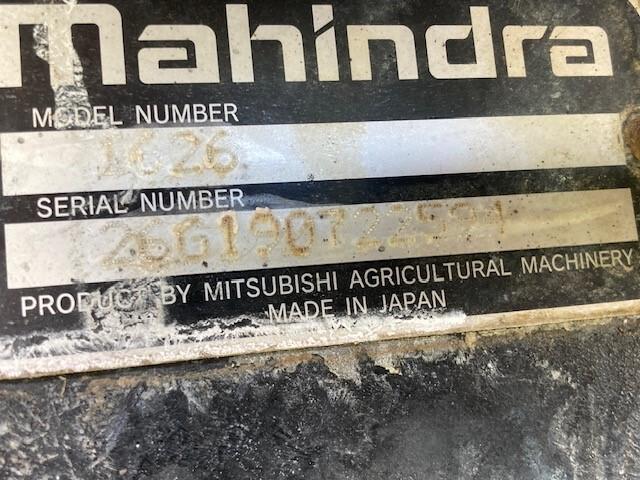 mahindra
MODEL NUMBER
1626
SERIAL NUMBER
PRODUCT BY MITSUBISHI AGRICULTURAL MACHINERY
MADE IN JAPAN